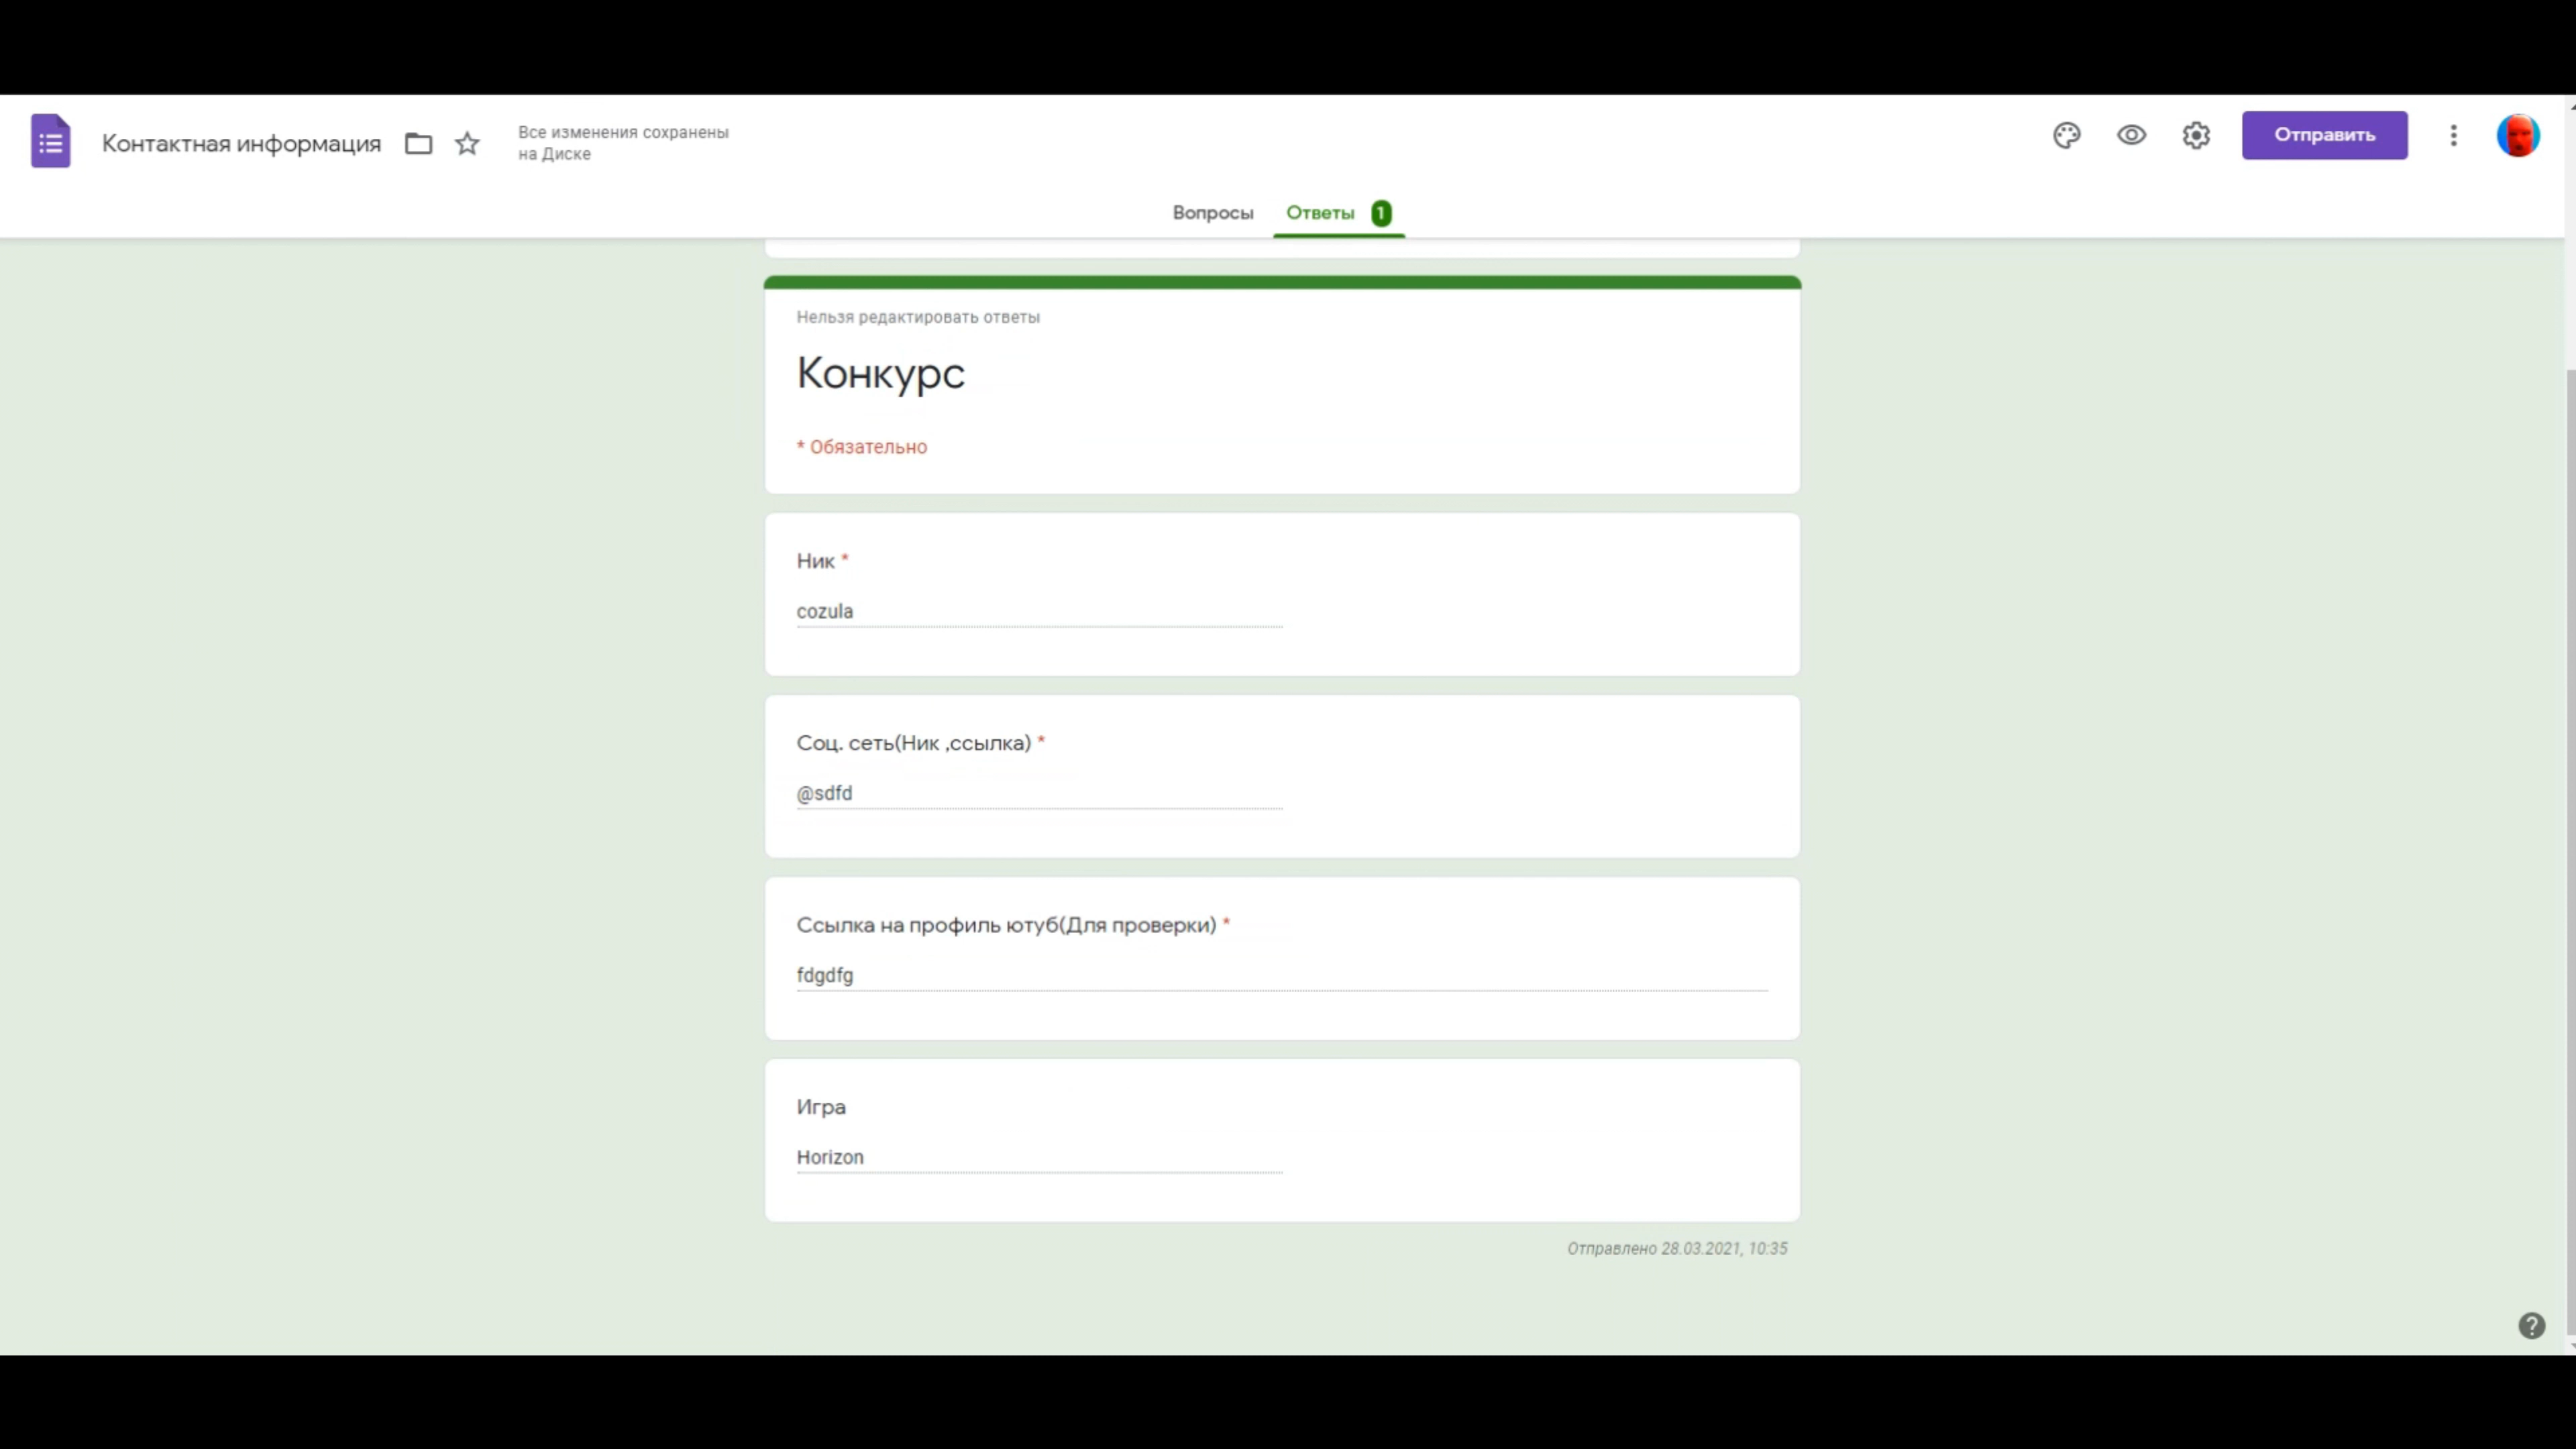 Контактная информация
Все изменения сохранены
на Диске
Отправить
Вопросы
Ответы 1
Нельзя редактировать ответы
Конкурс
* Обязательно
Ник *
cozula
Соц. сеть(Ник ,ссылка) *
@sdfd
Ссылка на профиль ютуб(Для проверки) *
fdgdfg
Игра
Horizon
Отправлено 28.03.2021, 10:35